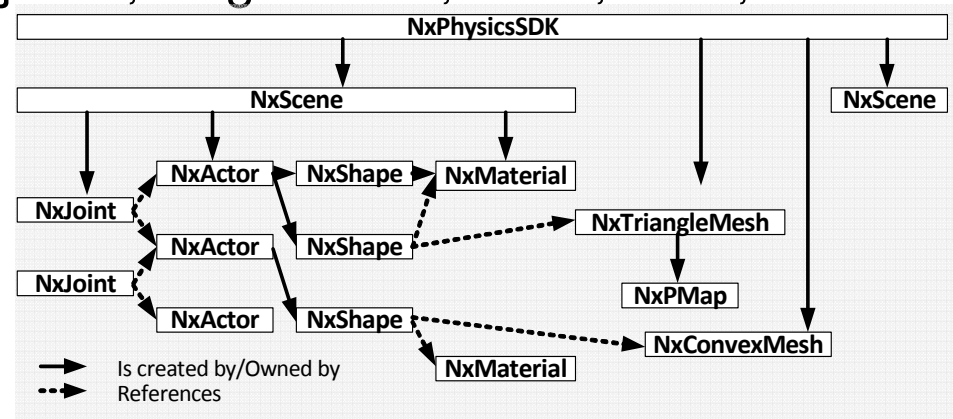 NxPhysicsSDK
NxScene
NxScene
NxActor
NxShape
NxMaterial
NxJoint
NxTriangleMesh
NxActor
NxShape
NxJoint
NxPMap
NxActor
NxShape
NxConvexMesh
NxMaterial
Is created by/Owned by
References